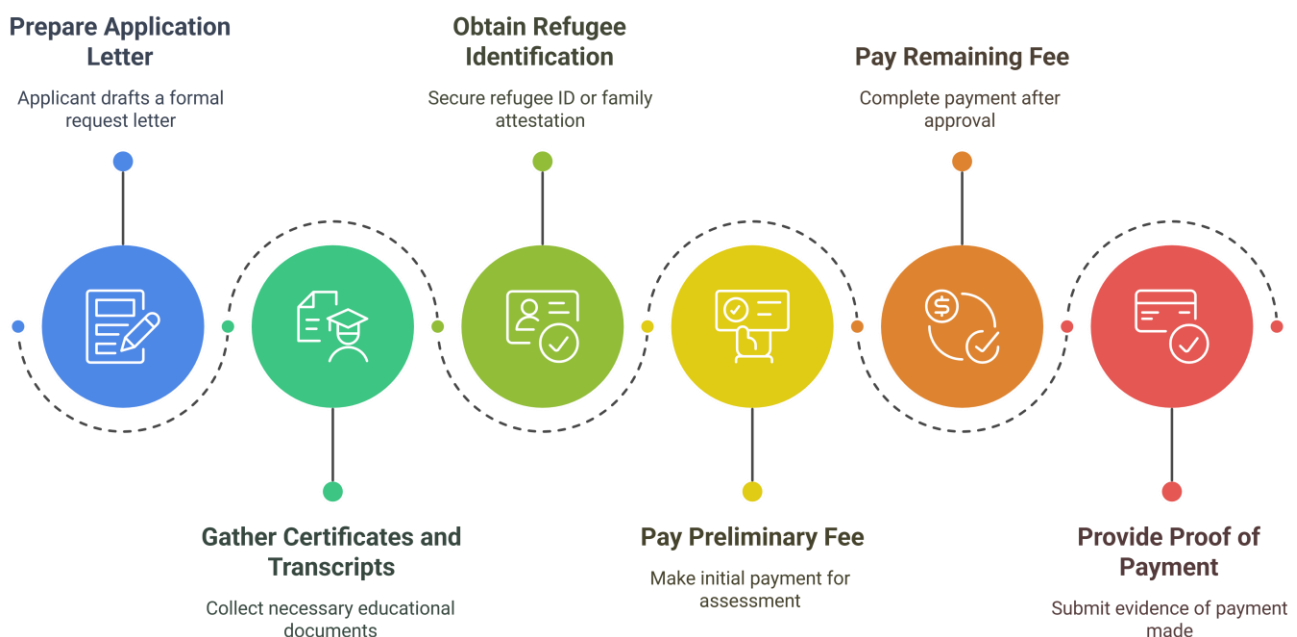 Prepare Application
Letter
Applicant drafts a formal
request letter
Gather Certificates and
Transcripts
Collect necessary educational
documents
Obtain Refugee
Identification
Secure refugee ID or family
attestation
Pay Preliminary Fee
Make initial payment for
assessment
Pay Remaining Fee
Complete payment after
approval
Provide Proof of
Payment
Submit evidence of payment
made